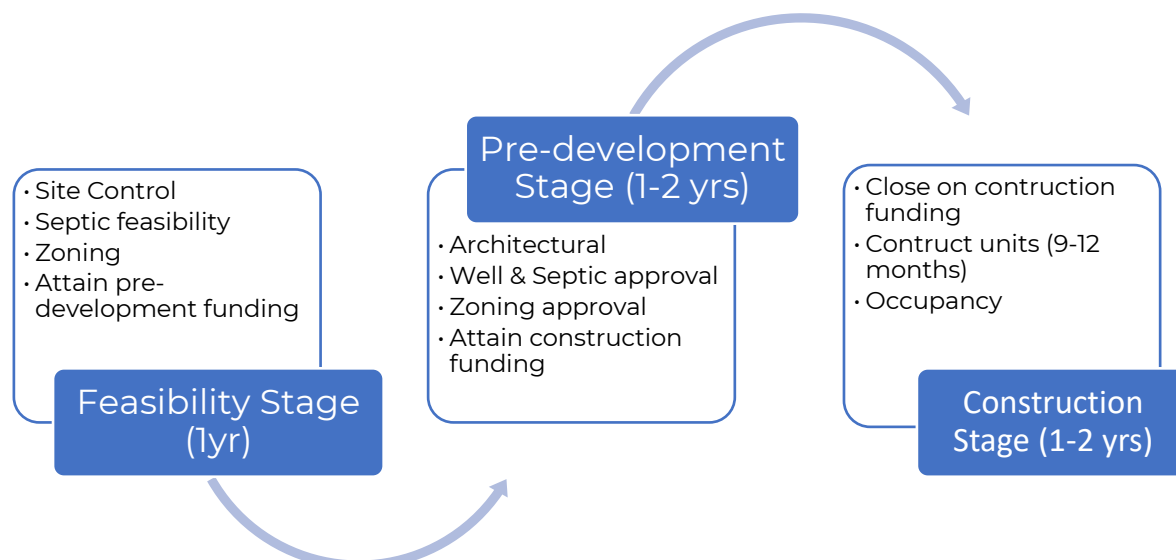 · Site Control
· Septic feasibility
· Zoning
· Attain pre-
development funding
Feasibility Stage
(1yr)
Pre-development
Stage (1-2 yrs)
· Architectural
· Well & Septic approval
· Zoning approval
· Attain construction
funding
· Close on contruction
funding
· Contruct units (9-12
months)
· Occupancy
Construction
Stage (1-2 yrs)